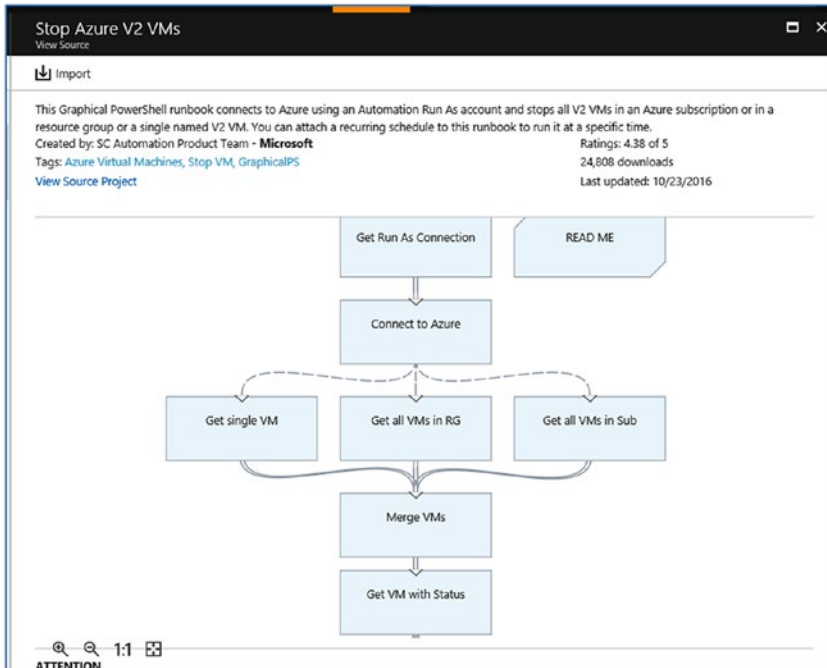 Stop Azure V2 VMs
View Source
Import
This Graphical PowerShell runbook connects to Azure using an Automation Run As account and stops all V2 VMs in an Azure subscription or in a
resource group or a single named V2 VM. You can attach a recurring schedule to this runbook to run it at a specific time.
Created by: SC Automation Product Team - Microsoft
Ratings: 4.38 of 5
Tags: Azure Virtual Machines, Stop VM, GraphicalPS
24,808 downloads
View Source Project
Last updated: 10/23/2016
Get Run As Connection
READ ME
Connect to Azure
Get single VM
Get all VMs in RG
Get all VMs in Sub
Merge VMs
Get VM with Status
1:1
ATTENTION